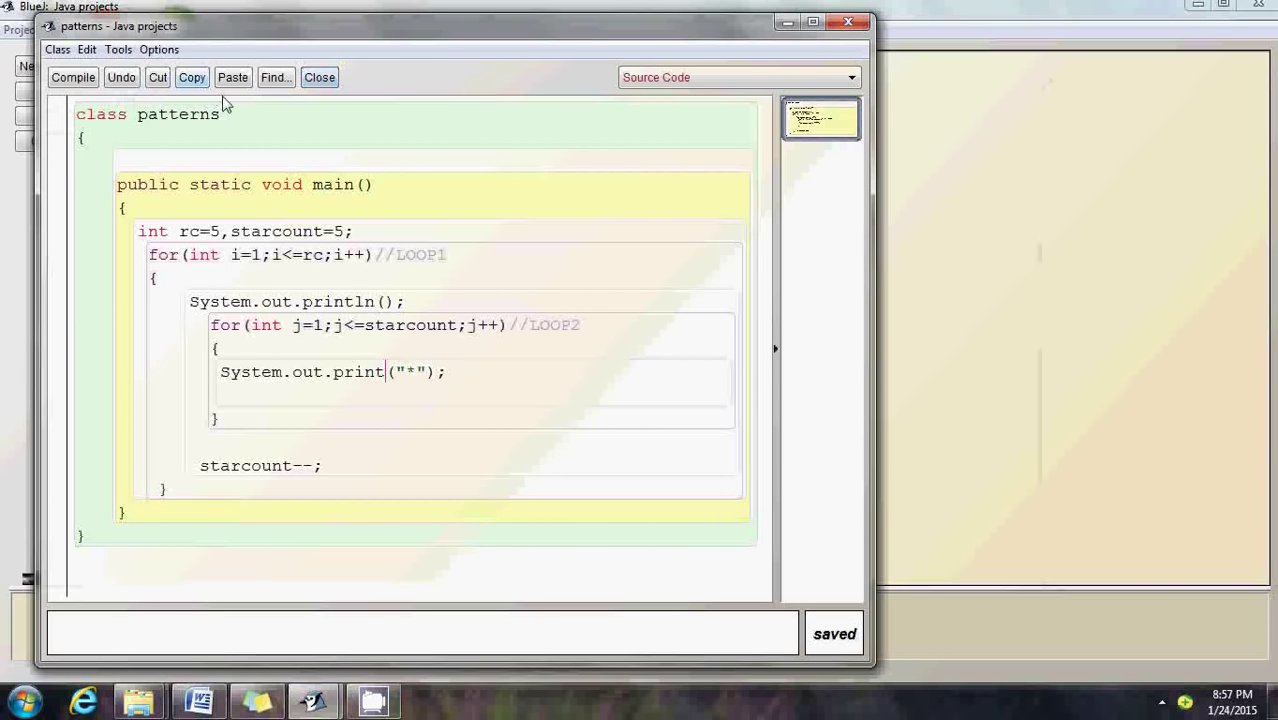 BlueJ: Java projects
patterns - Java projects
Class Edit Tools Options
Compile Undo Cut Copy Paste Find... Close Source Code
class patterns
{
public static void main()
{
int rc=5,starcount=5;
for(int i=1;i<=rc;i++)//LOOP1
{
System.out.println();
for(int j=1;j<=starcount;j++)//LOOP2
{
System.out.print("*");
}
starcount--;
}
}
}
saved
8:57 PM
1/24/2015